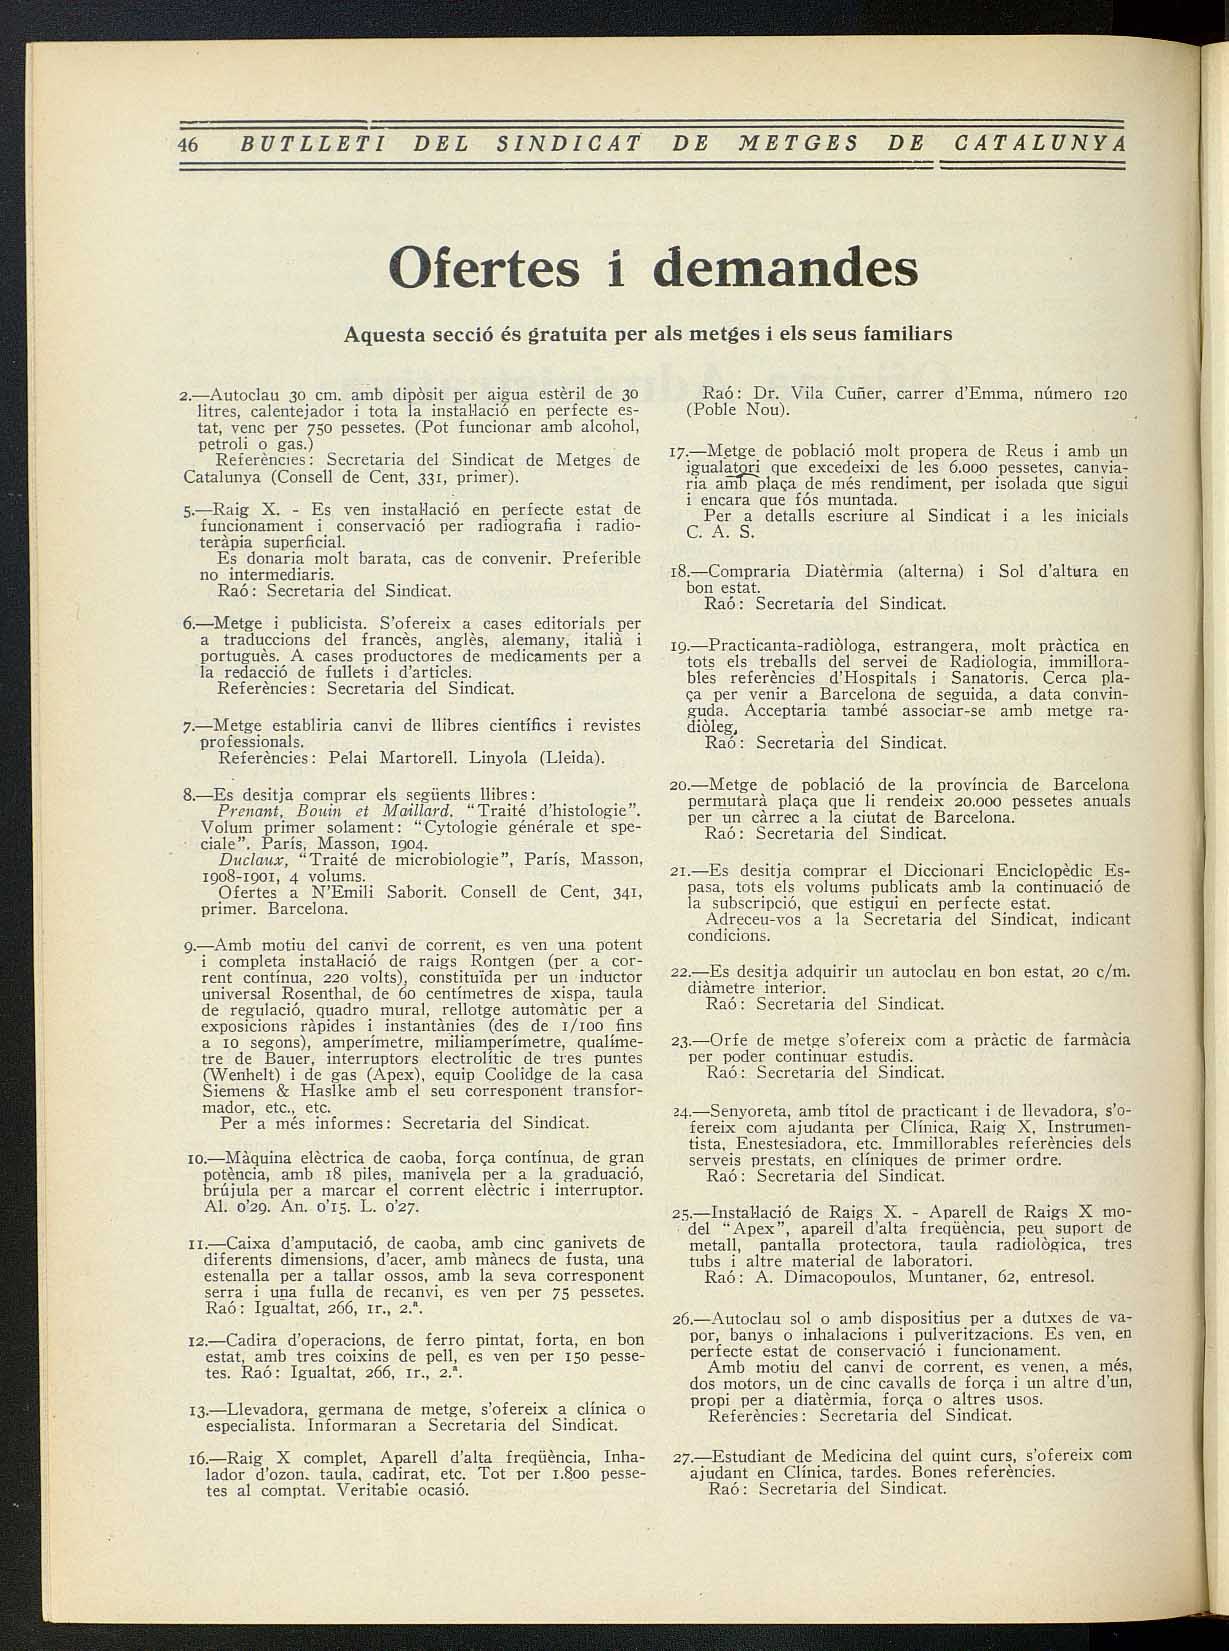 46 BUTLLETI DEL SINDICAT DE METGES DE CATALUNYA
Ofertes i demandes
Aquesta secció és gratuita per als metges i els seus familiars
2.—Autoclau 30 cm. amb dipòsit per aigua estèril de 30
litres, calentejador i tota la instaŀlació en perfecte es-
tat, venc per 750 pessetes. (Pot funcionar amb alcohol,
petroli o gas.)
Referències: Secretaria del Sindicat de Metges de
Catalunya (Consell de Cent, 331, primer).
5.—Raig X. - Es ven instaŀlació en perfecte estat de
funcionament i conservació per radiografia i radio-
teràpia superficial.
Es donaria molt barata, cas de convenir. Preferible
no intermediaris.
Raó: Secretaria del Sindicat.
6.—Metge i publicista. S'ofereix a cases editorials per
a traduccions del francès, anglès, alemany, italià i
portuguès. A cases productores de medicaments per a
la redacció de fullets i d'articles.
Referències: Secretaria del Sindicat.
7.—Metge establiria canvi de llibres científics i revistes
professionals.
Referències: Pelai Martorell. Linyola (Lleida).
8.—Es desitja comprar els següents llibres:
Prenant, Bouin et Maillard. "Traité d'histologie".
Volum primer solament: "Cytologie générale et spe-
ciale". París, Masson, 1904.
Duclaux, "Traité de microbiologie", París, Masson,
1908-1901, 4 volums.
Ofertes a N'Emili Saborit. Consell de Cent, 341,
primer. Barcelona.
9.—Amb motiu del canvi de corrent, es ven una potent
i completa instaŀlació de raigs Rontgen (per a cor-
rent contínua, 220 volts), constituïda per un inductor
universal Rosenthal, de 60 centímetres de xispa, taula
de regulació, quadro mural, rellotge automàtic per a
exposicions ràpides i instantànies (des de 1/100 fins
a 10 segons), amperímetre, miliamperímetre, qualíme-
tre de Bauer, interruptors electrolític de tres puntes
(Wenhelt) i de gas (Apex), equip Coolidge de la casa
Siemens & Haslke amb el seu corresponent transfor-
mador, etc., etc.
Per a més informes: Secretaria del Sindicat.
10.—Màquina elèctrica de caoba, força contínua, de gran
potència, amb 18 piles, manivela per a la graduació,
brújula per a marcar el corrent elèctric i interruptor.
Al. o'29. An. o'15. L. o'27.
11.—Caixa d'amputació, de caoba, amb cinc ganivets de
diferents dimensions, d'acer, amb mànecs de fusta, una
estenalla per a tallar ossos, amb la seva corresponent
serra i una fulla de recanvi, es ven per 75 pessetes.
Raó: Igualtat, 266, 1r., 2.ª.
12.—Cadira d'operacions, de ferro pintat, forta, en bon
estat, amb tres coixins de pell, es ven per 150 pesse-
tes. Raó: Igualtat, 266, 1r., 2.ª.
13.—Llevadora, germana de metge, s'ofereix a clínica o
especialista. Informaran a Secretaria del Sindicat.
16.—Raig X complet, Aparell d'alta freqüència, Inha-
lador d'ozon. taula, cadirat, etc. Tot per 1.800 pesse-
tes al comptat. Veritable ocasió.
Raó: Dr. Vila Cuñer, carrer d'Emma, número 120
(Poble Nou).
17.—Metge de població molt propera de Reus i amb un
igualatori que excedeixi de les 6.000 pessetes, canvia-
ria amb plaça de més rendiment, per isolada que sigui
i encara que fós muntada.
Per a detalls escriure al Sindicat i a les inicials
C. A. S.
18.—Compraria Diatèrmia (alterna) i Sol d'altura en
bon estat.
Raó: Secretaría del Sindicat.
19.—Practicanta-radiòloga, estrangera, molt pràctica en
tots els treballs del servei de Radiologia, immillora-
bles referències d'Hospitals i Sanatoris. Cerca pla-
ça per venir a Barcelona de seguida, a data convin-
guda. Acceptaria també associar-se amb metge ra-
diòleg,
Raó: Secretaria del Sindicat.
20.—Metge de població de la província de Barcelona
permutarà plaça que li rendeix 20.000 pessetes anuals
per un càrrec a la ciutat de Barcelona.
Raó: Secretaria del Sindicat.
21.—Es desitja comprar el Diccionari Enciclopèdic Es-
pasa, tots els volums publicats amb la continuació de
la subscripció, que estigui en perfecte estat.
Adreceu-vos a la Secretaria del Sindicat, indicant
condicions.
22.—Es desitja adquirir un autoclau en bon estat, 20 c/m.
diàmetre interior.
Raó: Secretaria del Sindicat.
23.—Orfe de metge s'ofereix com a pràctic de farmàcia
per poder continuar estudis.
Raó: Secretaria del Sindicat.
24.—Senyoreta, amb títol de practicant i de llevadora, s'o-
fereix com ajudanta per Clínica, Raig X, Instrumen-
tista, Enestesiadora, etc. Immillorables referències dels
serveis prestats, en clíniques de primer ordre.
Raó: Secretaria del Sindicat.
25.—Instaŀlació de Raigs X. - Aparell de Raigs X mo-
del "Apex", aparell d'alta freqüència, peu suport de
metall, pantalla protectora, taula radiològica, tres
tubs i altre material de laboratori.
Raó: A. Dimacopoulos, Muntaner, 62, entresol.
26.—Autoclau sol o amb dispositius per a dutxes de va-
por, banys o inhalacions i pulveritzacions. Es ven, en
perfecte estat de conservació i funcionament.
Amb motiu del canvi de corrent, es venen, a més,
dos motors, un de cinc cavalls de força i un altre d'un,
propi per a diatèrmia, força o altres usos.
Referències: Secretaria del Sindicat.
27.—Estudiant de Medicina del quint curs, s'ofereix com
ajudant en Clínica, tardes. Bones referències.
Raó: Secretaria del Sindicat.